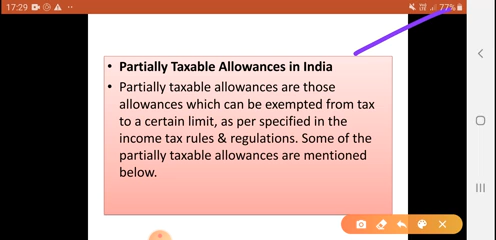 17:29 77%
Partially Taxable Allowances in India
Partially taxable allowances are those
allowances which can be exempted from tax
to a certain limit, as per specified in the
income tax rules & regulations. Some of the
partially taxable allowances are mentioned
below.